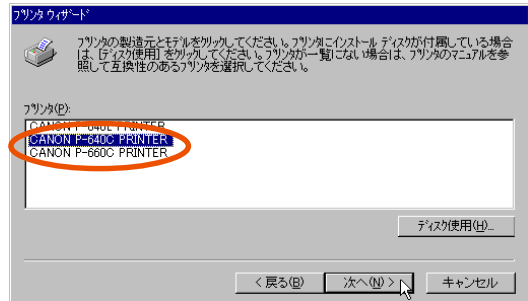 プリンタ ウィザード
プリンタの製造元とモデルをクリックしてください。プリンタにインストール ディスクが付属している場合
は、[ディスク使用] をクリックしてください。プリンタが一覧にない場合は、プリンタのマニュアルを参
照して互換性のあるプリンタを選択してください。
プリンタ(P):
CANON P-640L PRINTER
CANON P-640C PRINTER
CANON P-660C PRINTER
ディスク使用(H)...
< 戻る(B)
次へ(N) >
キャンセル